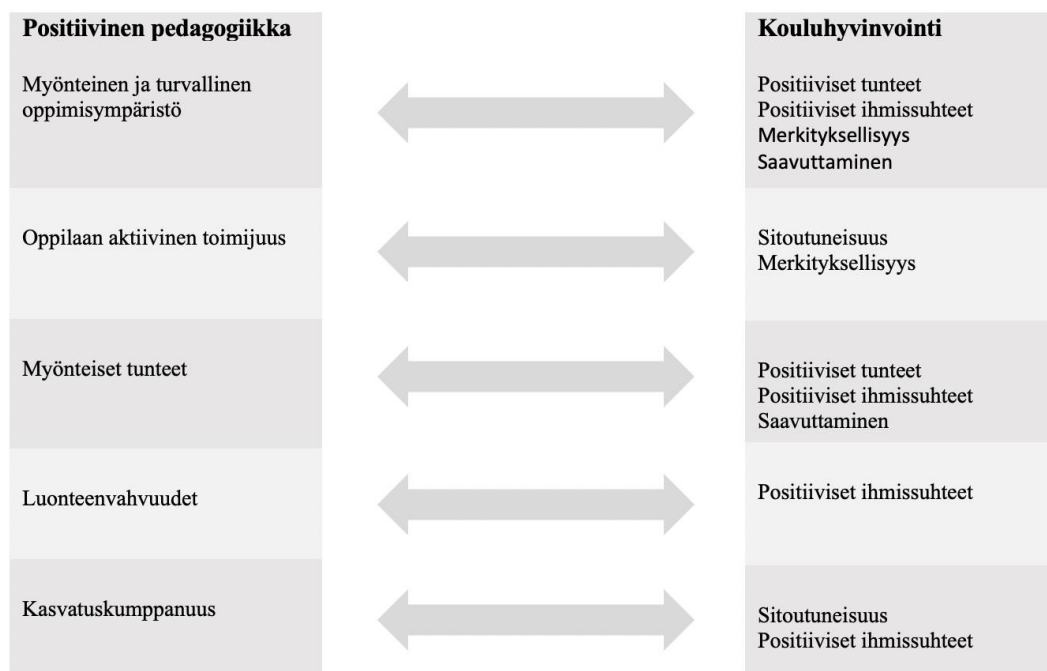 Positiivinen pedagogiikka
Kouluhyvinvointi
Myönteinen ja turvallinen
oppimisympäristö
Positiiviset tunteet
Positiiviset ihmissuhteet
Merkityksellisyys
Saavuttaminen
Oppilaan aktiivinen toimijuus
Sitoutuneisuus
Merkityksellisyys
Myönteiset tunteet
Positiiviset tunteet
Positiiviset ihmissuhteet
Saavuttaminen
Luonteenvahvuudet
Positiiviset ihmissuhteet
Kasvatuskumppanuus
Sitoutuneisuus
Positiiviset ihmissuhteet